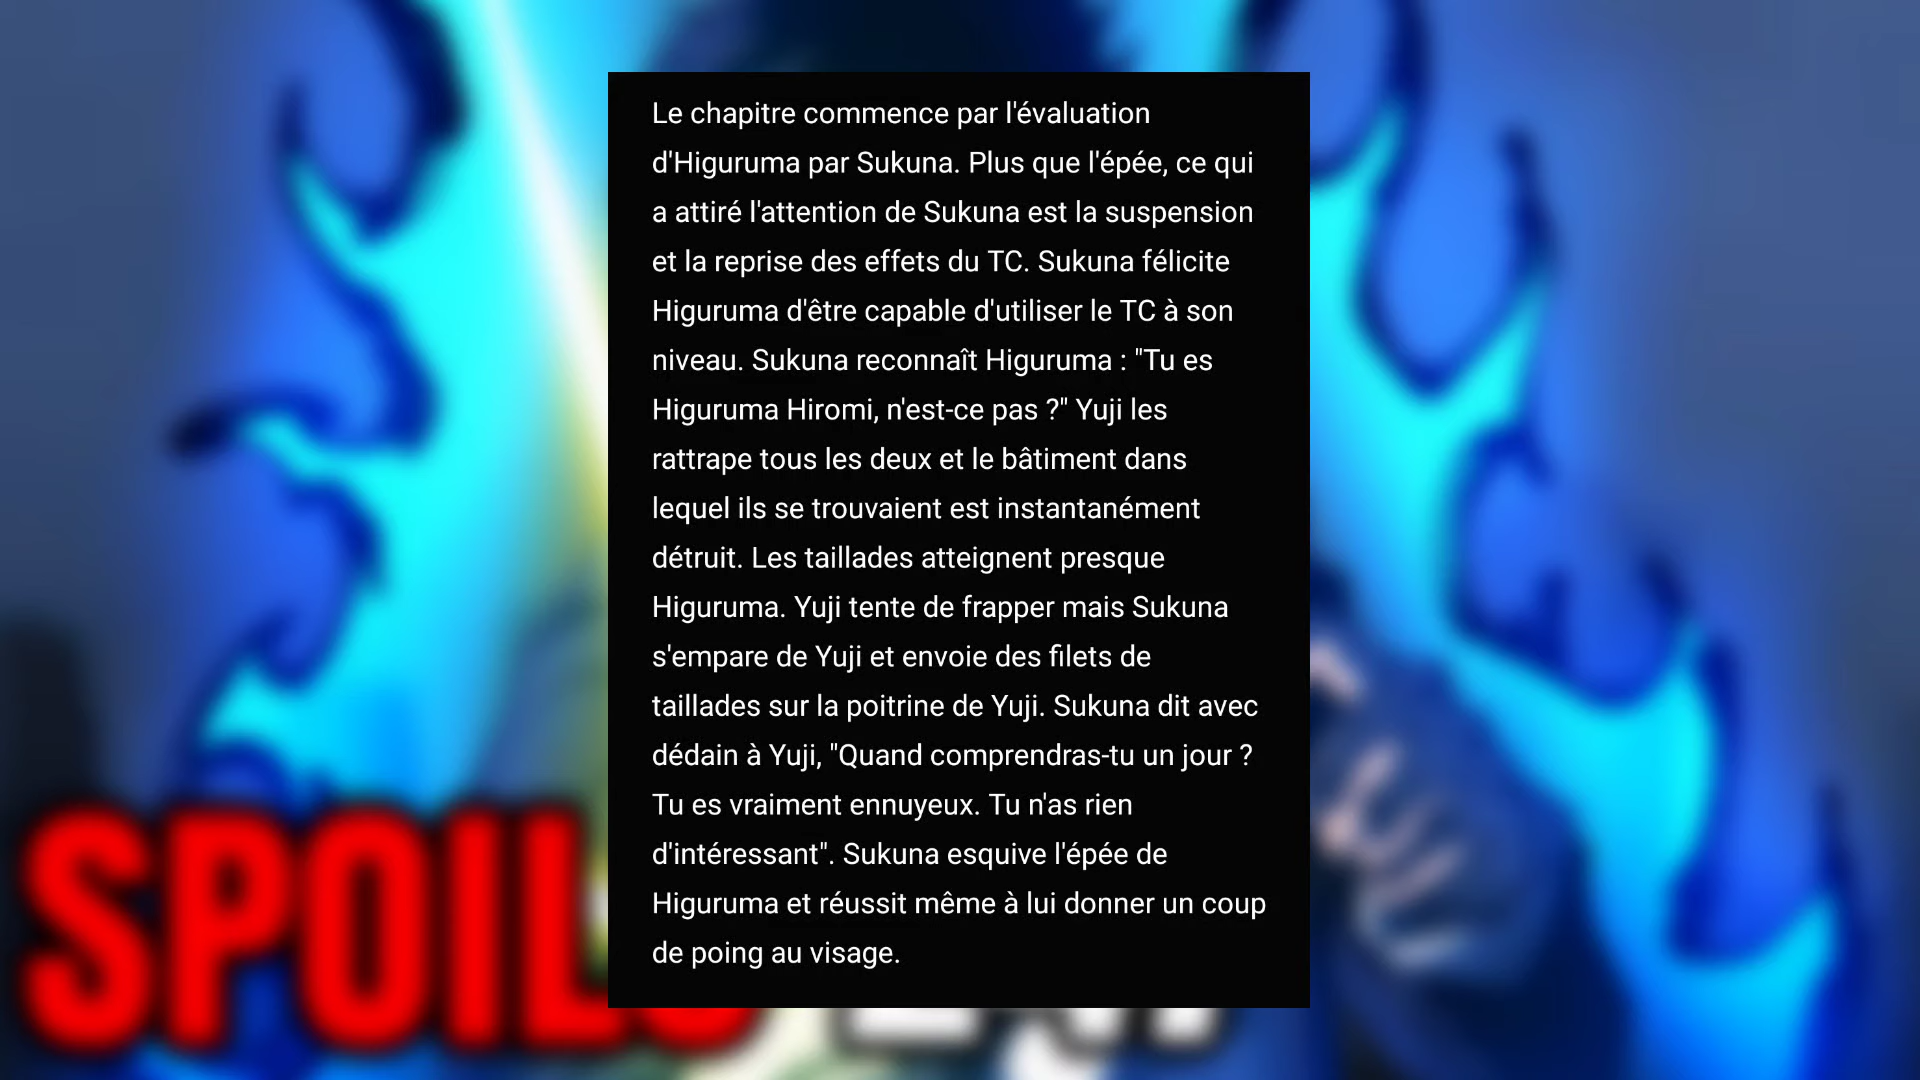 Le chapitre commence par l'évaluation
d'Higuruma par Sukuna. Plus que l'épée, ce qui
a attiré l'attention de Sukuna est la suspension
et la reprise des effets du TC. Sukuna félicite
Higuruma d'être capable d'utiliser le TC à son
niveau. Sukuna reconnaît Higuruma : "Tu es
Higuruma Hiromi, n'est-ce pas ?" Yuji les
rattrape tous les deux et le bâtiment dans
lequel ils se trouvaient est instantanément
détruit. Les taillades atteignent presque
Higuruma. Yuji tente de frapper mais Sukuna
s'empare de Yuji et envoie des filets de
taillades sur la poitrine de Yuji. Sukuna dit avec
dédain à Yuji, "Quand comprendras-tu un jour ?
Tu es vraiment ennuyeux. Tu n'as rien
d'intéressant". Sukuna esquive l'épée de
Higuruma et réussit même à lui donner un coup
de poing au visage.
SPOIL